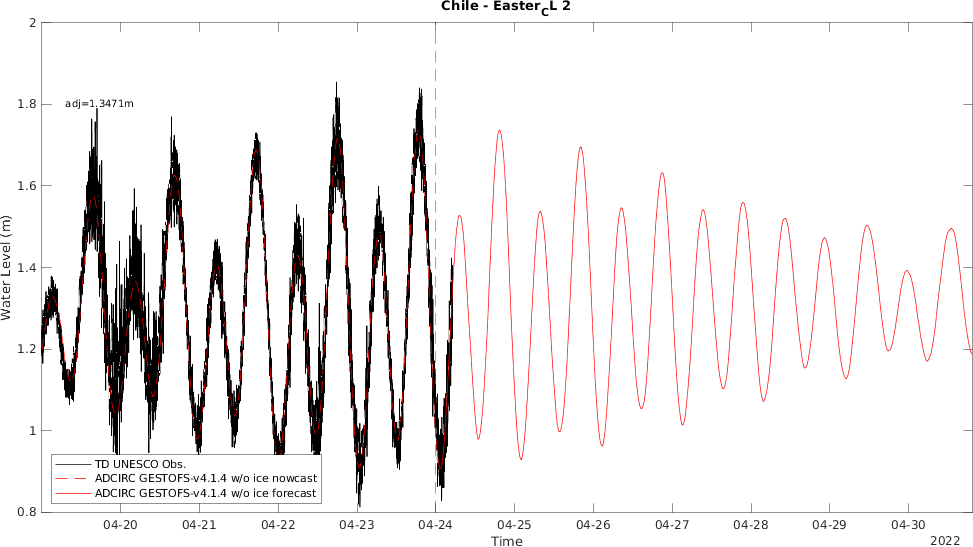 Chile - Easter_CL 2
2
1.8
1.6
1.4
1.2
1
0.8
Water Level (m)
adj=1.3471m
TD UNESCO Obs.
ADCIRC GESTOFS-v4.1.4 w/o ice nowcast
ADCIRC GESTOFS-v4.1.4 w/o ice forecast
04-20 04-21 04-22 04-23 04-24 04-25 04-26 04-27 04-28 04-29 04-30
Time
2022